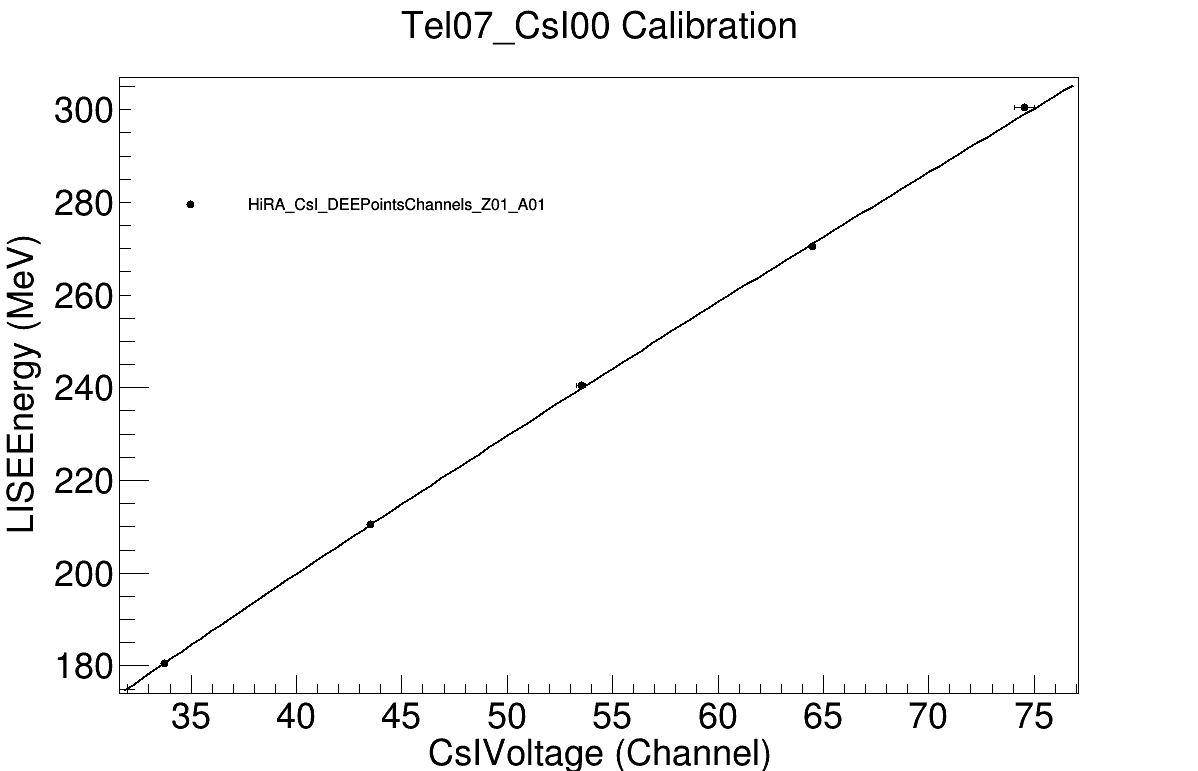 Tel07_CsI00 Calibration
300
280
260
240
220
200
180
LISEEnergy (MeV)
HiRA_CsI_DEEPointsChannels_Z01_A01
35 40 45 50 55 60 65 70 75
CsIVoltage (Channel)